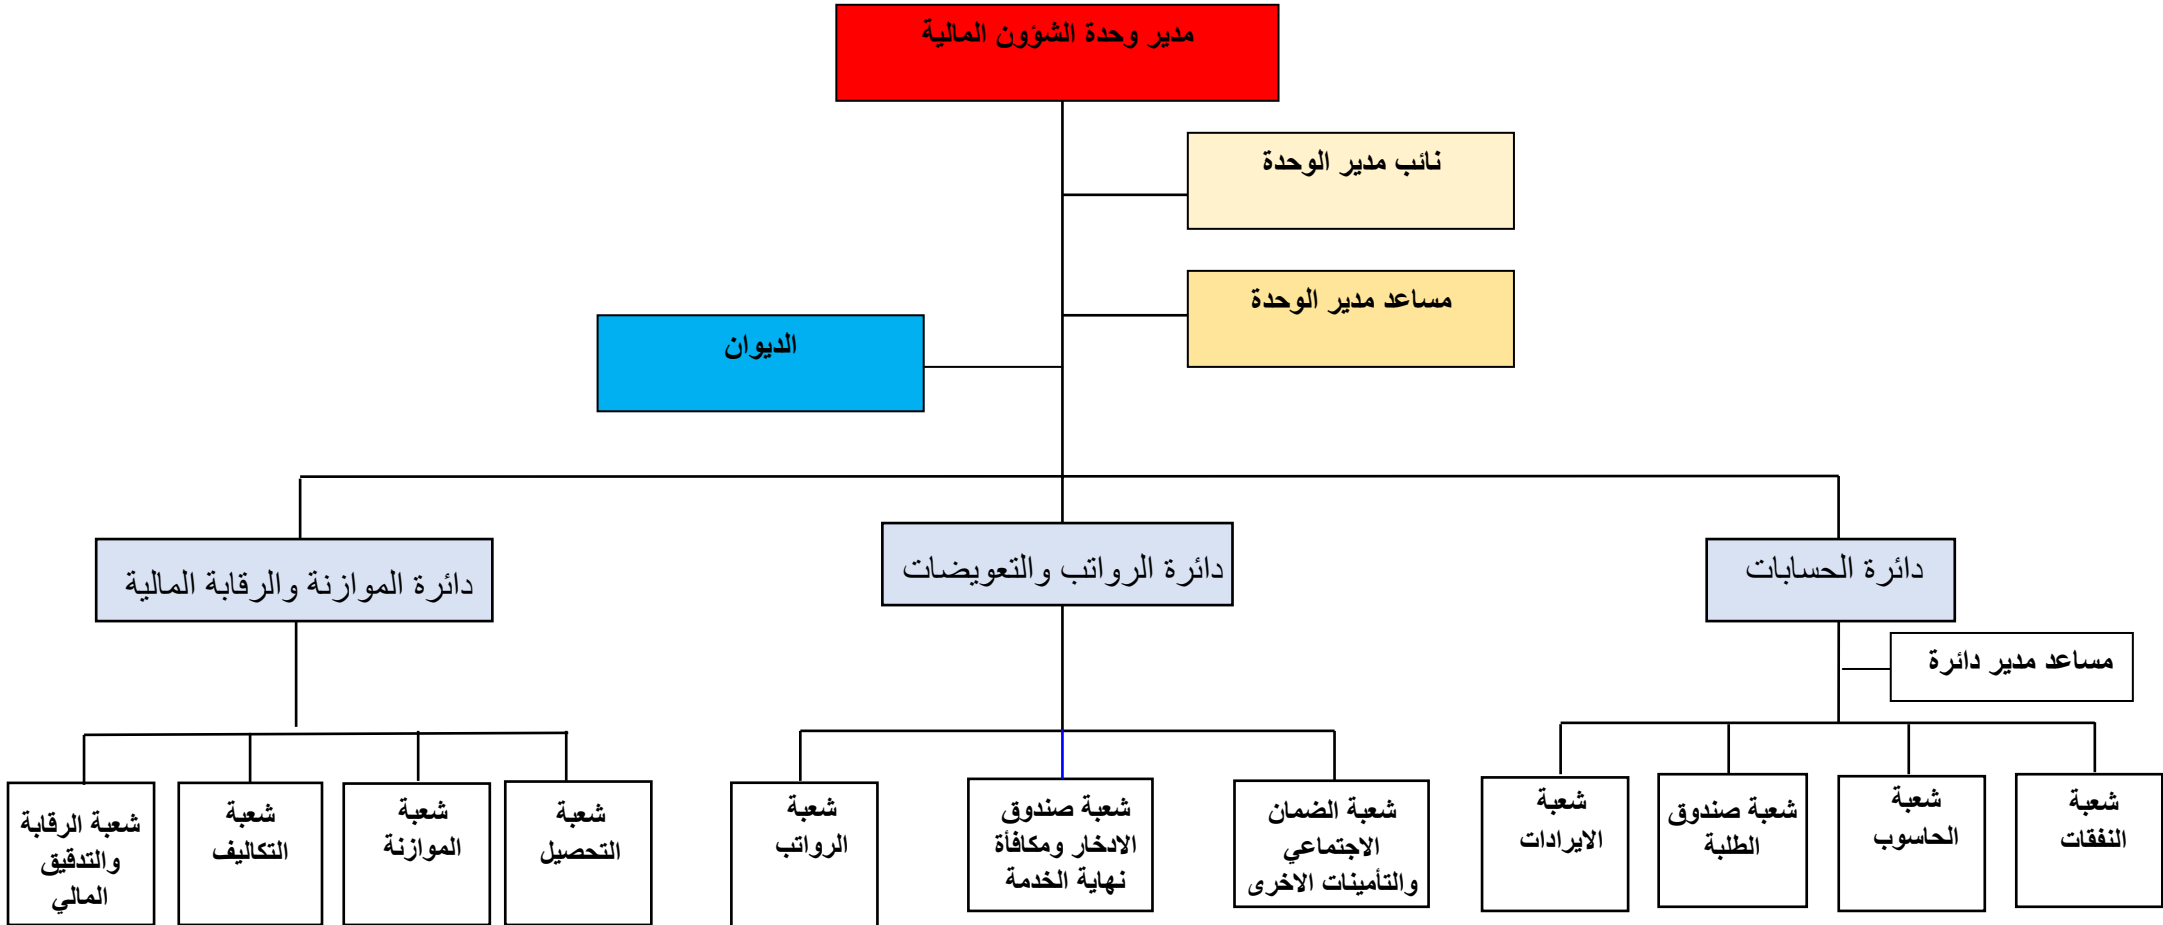 مدير وحدة الشؤون المالية
نائب مدير الوحدة
مساعد مدير الوحدة
الديوان
دائرة الحسابات
دائرة الرواتب والتعويضات
دائرة الموازنة والرقابة المالية
مساعد مدير دائرة
شعبة
النفقات
شعبة
الحاسوب
شعبة صندوق
الطلبة
شعبة
الايرادات
شعبة الضمان
الاجتماعي
والتأمينات الاخرى
شعبة صندوق
الادخار ومكافأة
نهاية الخدمة
شعبة
الرواتب
شعبة
التحصيل
شعبة
الموازنة
شعبة
التكاليف
شعبة الرقابة
والتدقيق
المالي